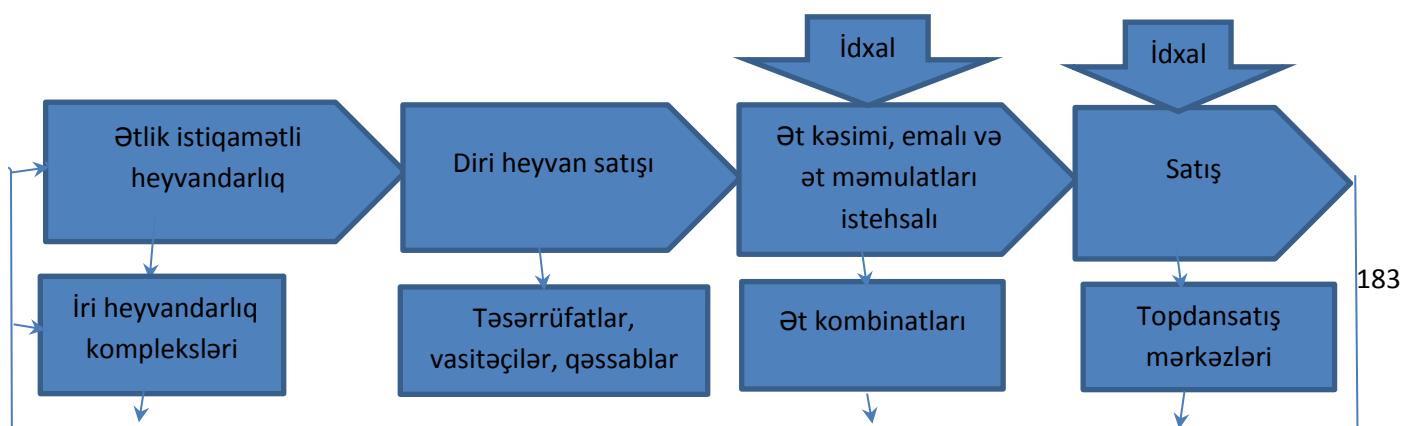 İdxal
İdxal
Ətlik istiqamətli
heyvandarlıq
Diri heyvan satışı
Ət kəsimi, emalı və
ət məmulatları
istehsalı
Satış
İri heyvandarlıq
kompleksləri
Təsərrüfatlar,
vasitəçilər, qəssablar
Ət kombinatları
Topdansatış
mərkəzləri
183